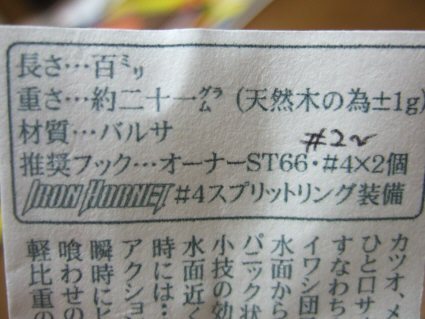 長さ…百㍉
重さ…約二十一㌘(天然木の為±1g)
材質…バルサ
#2~
推奨フック…オーナーST66・#4×2個
IRON HORNET #4スプリットリング装備
カツオ、メ
ひと口サ
すなわち
イワシ団
水面から
パニック状
小技の効
水面近く
時には…
アクション
瞬時にヒ
喰わせの
軽比重の